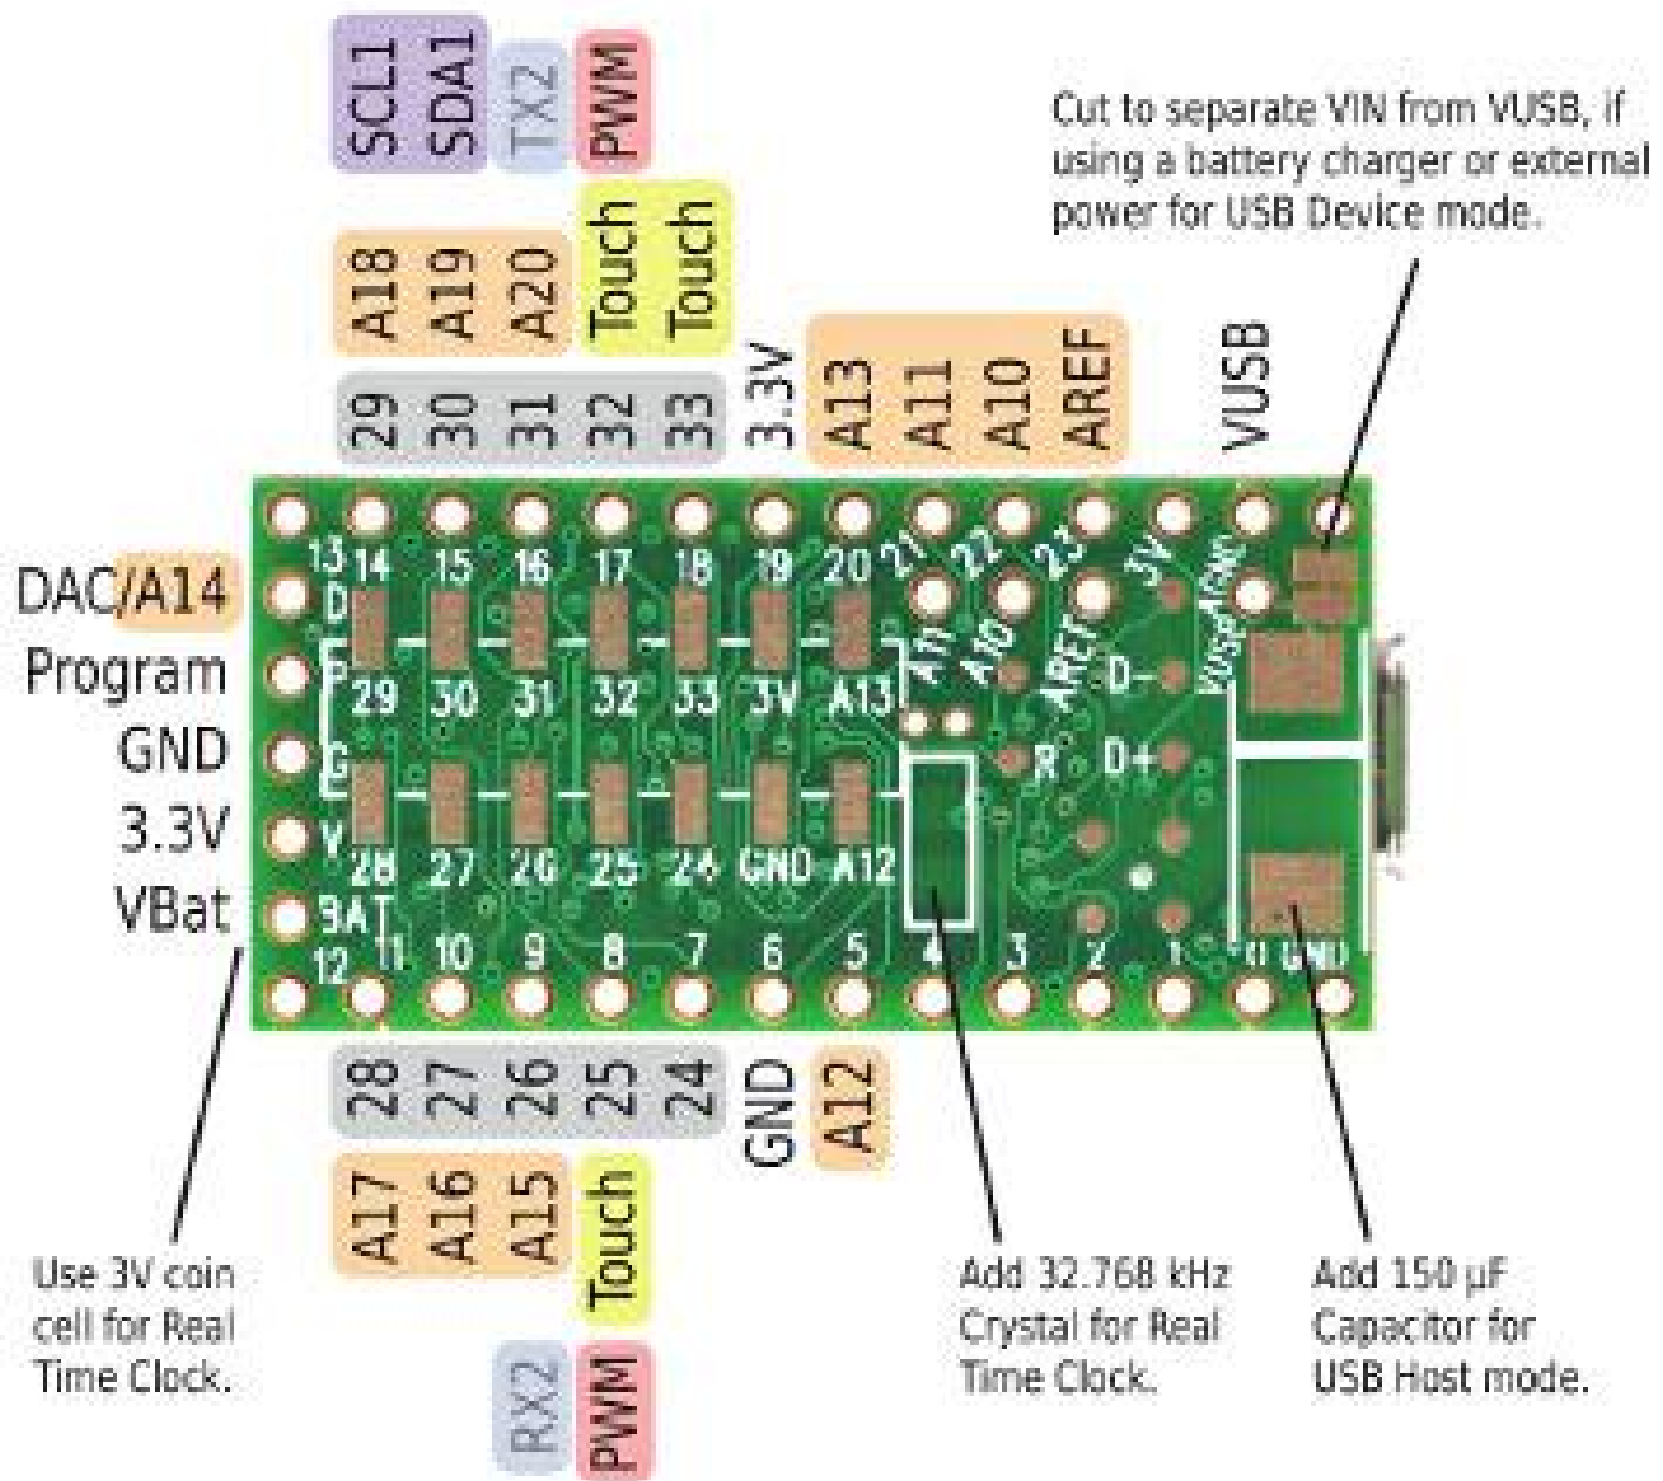 SCL1
SDA1
TX2
PWM
Cut to separate VIN from VUSB, if
using a battery charger or external
power for USB Device mode.
A18
A19
A20
Touch
Touch
29
30
31
32
33
3.3V
A13
A11
A10
AREF
VUSB
13 14 15 16 17 18 19 20 21 22 23 3V
DAC/A14
D
Program
P
29 30 31 32 33 3V A13 A11 A10 AREF D-
GND
G
R D+
3.3V
V
28 27 26 25 24 GND A12
VBat
BAT
12 11 10 9 8 7 6 5 4 3 2 1 0 GND
28
27
26
25
24
GND
A12
A17
A16
A15
Touch
RX2
PWM
Use 3V coin
cell for Real
Time Clock.
Add 32.768 kHz
Crystal for Real
Time Clock.
Add 150 µF
Capacitor for
USB Host mode.